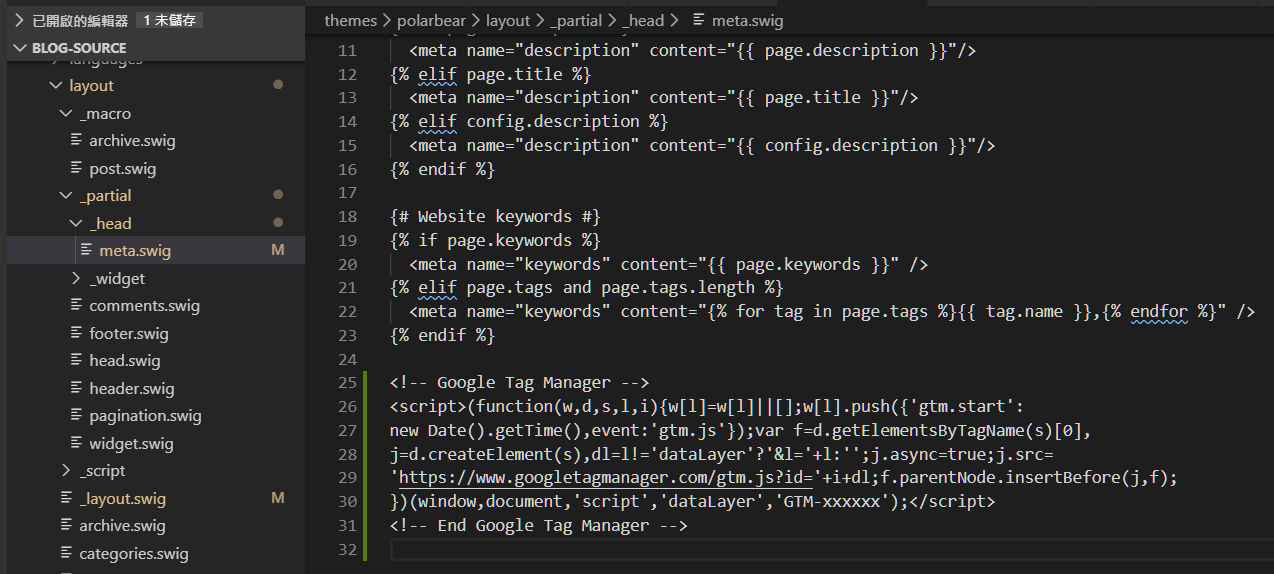 已開啟的編輯器 1 未儲存
BLOG-SOURCE
languages
layout
_macro
archive.swig
post.swig
_partial
_head
meta.swig M
_widget
comments.swig
footer.swig
head.swig
header.swig
pagination.swig
widget.swig
_script
_layout.swig M
archive.swig
categories.swig
themes > polarbear > layout > _partial > _head > meta.swig
11 <meta name="description" content="{{ page.description }}"/>
12 {% elif page.title %}
13 <meta name="description" content="{{ page.title }}"/>
14 {% elif config.description %}
15 <meta name="description" content="{{ config.description }}"/>
16 {% endif %}
17
18 {# Website keywords #}
19 {% if page.keywords %}
20 <meta name="keywords" content="{{ page.keywords }}" />
21 {% elif page.tags and page.tags.length %}
22 <meta name="keywords" content="{% for tag in page.tags %}{{ tag.name }},{% endfor %}" />
23 {% endif %}
24
25 <!-- Google Tag Manager -->
26 <script>(function(w,d,s,l,i){w[l]=w[l]||[];w[l].push({'gtm.start':
27 new Date().getTime(),event:'gtm.js'});var f=d.getElementsByTagName(s)[0],
28 j=d.createElement(s),dl=l!='dataLayer'?'&l='+l:'';j.async=true;j.src=
29 'https://www.googletagmanager.com/gtm.js?id='+i+dl;f.parentNode.insertBefore(j,f);
30 })(window,document,'script','dataLayer','GTM-xxxxxx');</script>
31 <!-- End Google Tag Manager -->
32